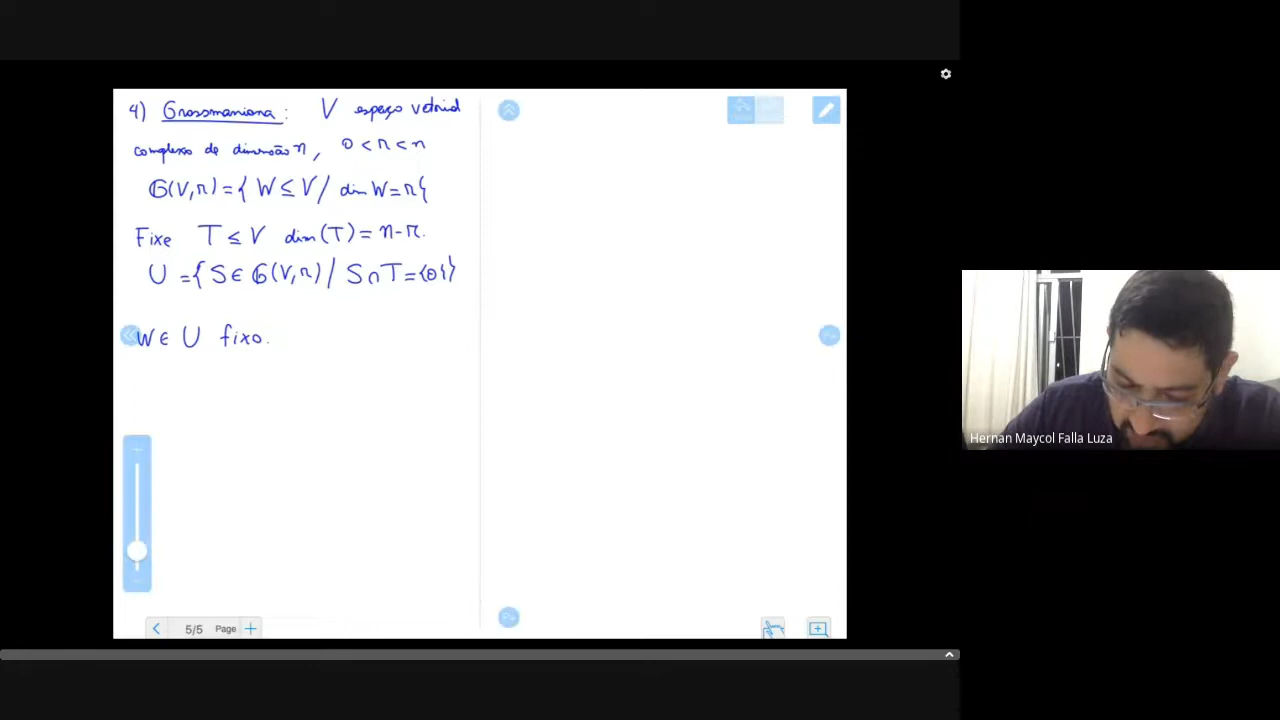 4) Grassmaniana: V espaço vetorial
complexo de dimensão n, 0 < r < n
G(V,r) = { W ≤ V / dim W = r }
Fixe T ≤ V dim(T) = n-r.
U = { S ∈ G(V,r) / S ∩ T = {0} }
W ∈ U fixo.
5/5 Page
Hernan Maycol Falla Luza